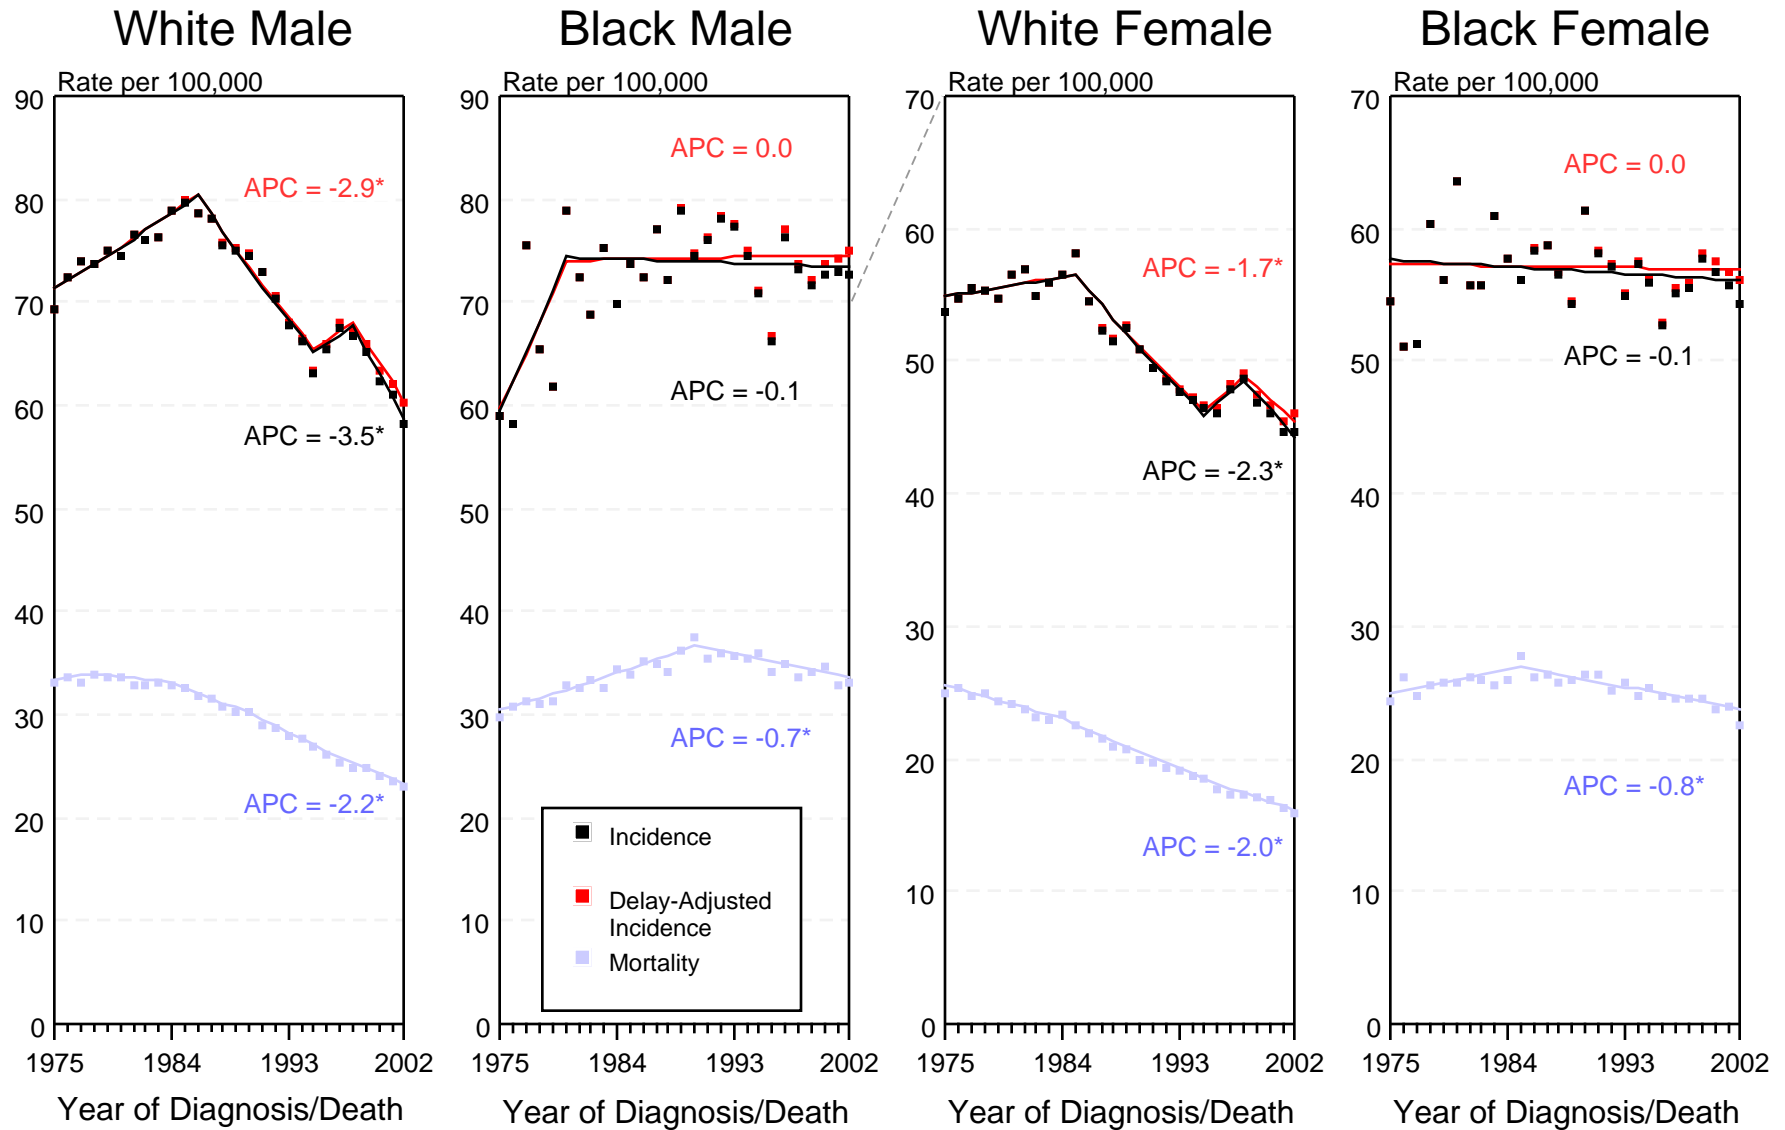 White Male
Rate per 100,000
90
80
70
60
50
40
30
20
10
0
APC = -2.9*
APC = -3.5*
APC = -2.2*
1975
1984
1993
2002
Year of Diagnosis/Death
Black Male
Rate per 100,000
90
80
70
60
50
40
30
20
10
0
APC = 0.0
APC = -0.1
APC = -0.7*
Incidence
Delay-Adjusted
Incidence
Mortality
1975
1984
1993
2002
Year of Diagnosis/Death
White Female
Rate per 100,000
70
60
50
40
30
20
10
0
APC = -1.7*
APC = -2.3*
APC = -2.0*
1975
1984
1993
2002
Year of Diagnosis/Death
Black Female
Rate per 100,000
70
60
50
40
30
20
10
0
APC = 0.0
APC = -0.1
APC = -0.8*
1975
1984
1993
2002
Year of Diagnosis/Death